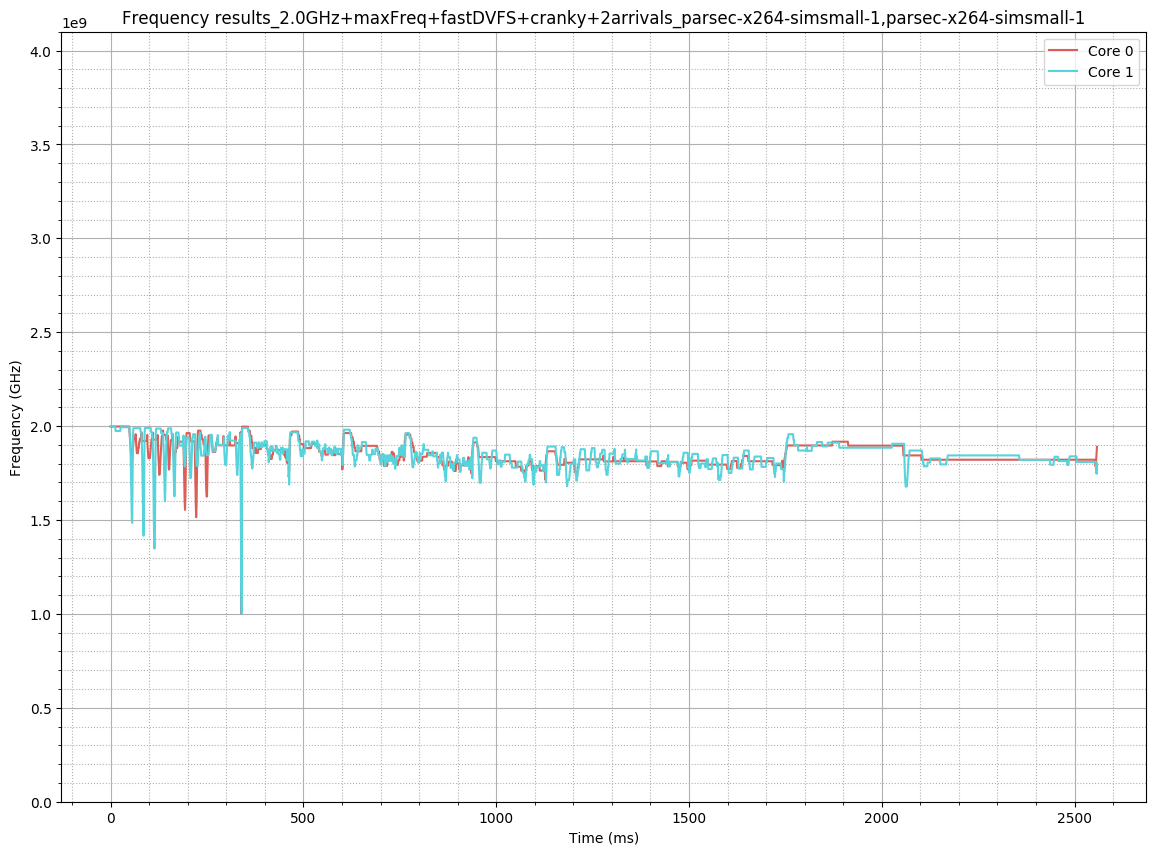 Frequency results_2.0GHz+maxFreq+fastDVFS+cranky+2arrivals_parsec-x264-simsmall-1,parsec-x264-simsmall-1
1e9
Core 0
Core 1
4.0
3.5
3.0
2.5
2.0
1.5
1.0
0.5
0.0
Frequency (GHz)
0
500
1000
1500
2000
2500
Time (ms)